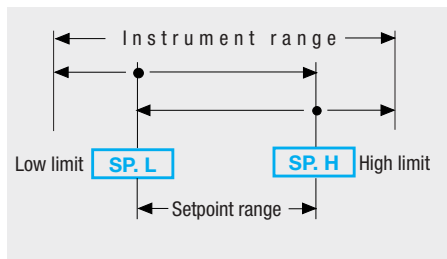 Instrument range
Low limit SP. L SP. H High limit
Setpoint range